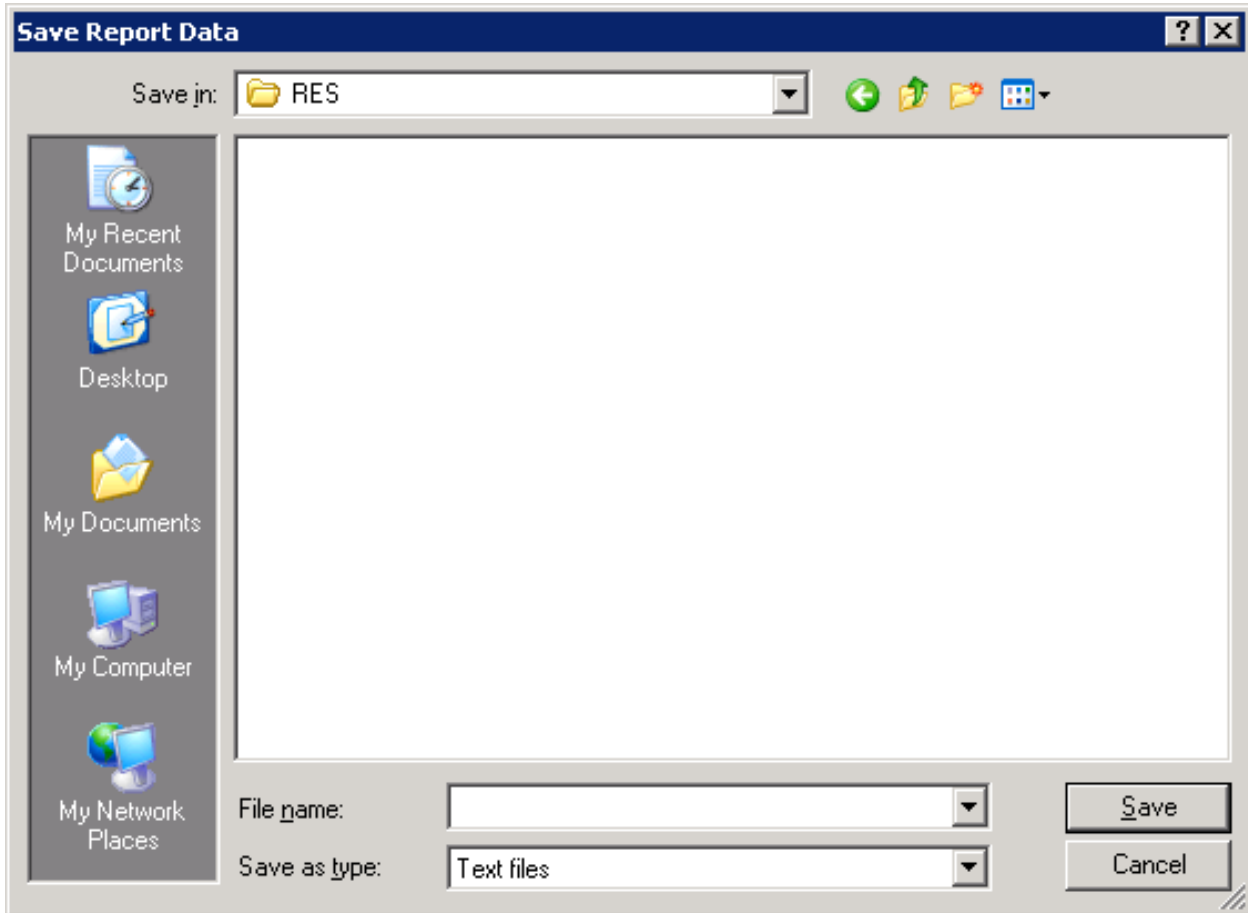 Save Report Data
Save in: RES
My Recent
Documents
Desktop
My Documents
My Computer
My Network
Places
File name:
Save
Save as type: Text files
Cancel